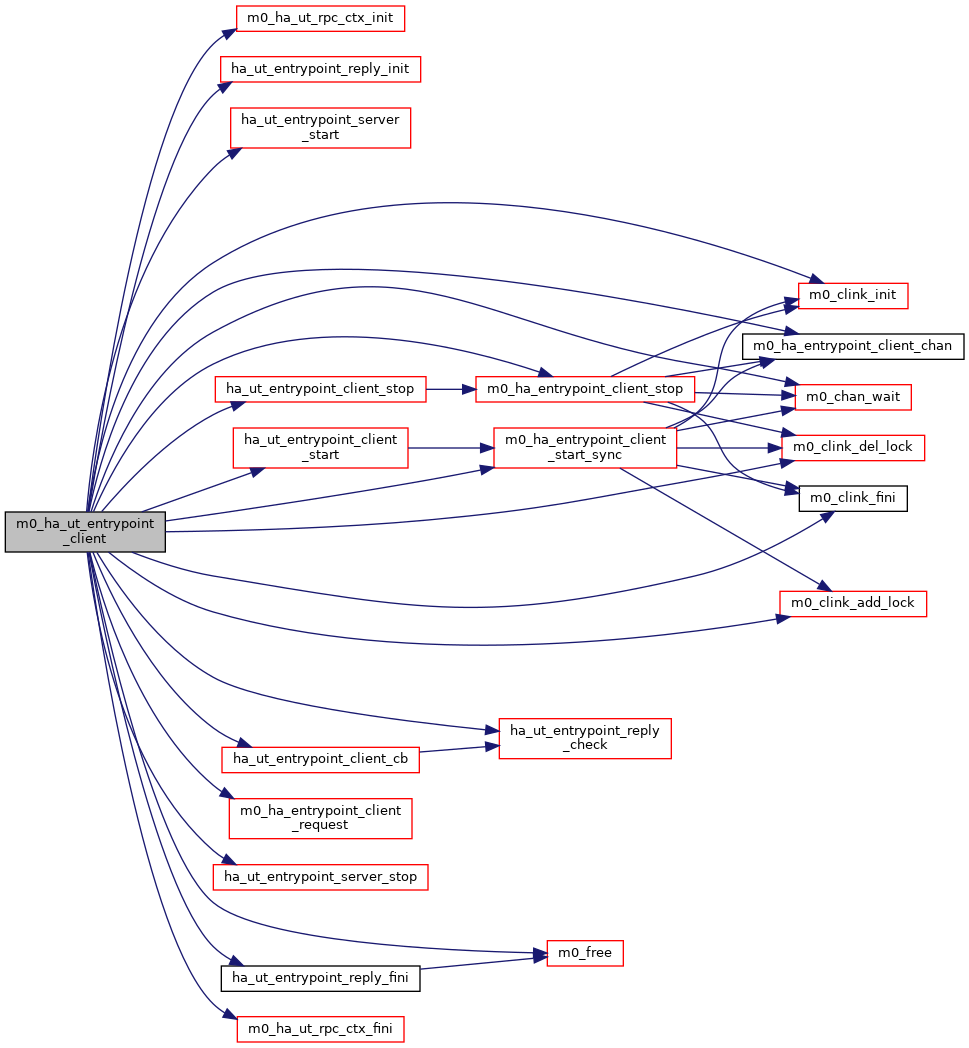 m0_ha_ut_rpc_ctx_init
ha_ut_entrypoint_reply_init
ha_ut_entrypoint_server
_start
m0_clink_init
m0_ha_entrypoint_client_chan
ha_ut_entrypoint_client_stop
m0_ha_entrypoint_client_stop
m0_chan_wait
ha_ut_entrypoint_client
_start
m0_ha_entrypoint_client
_start_sync
m0_clink_del_lock
m0_clink_fini
m0_ha_ut_entrypoint
_client
m0_clink_add_lock
ha_ut_entrypoint_reply
_check
ha_ut_entrypoint_client_cb
m0_ha_entrypoint_client
_request
ha_ut_entrypoint_server_stop
m0_free
ha_ut_entrypoint_reply_fini
m0_ha_ut_rpc_ctx_fini